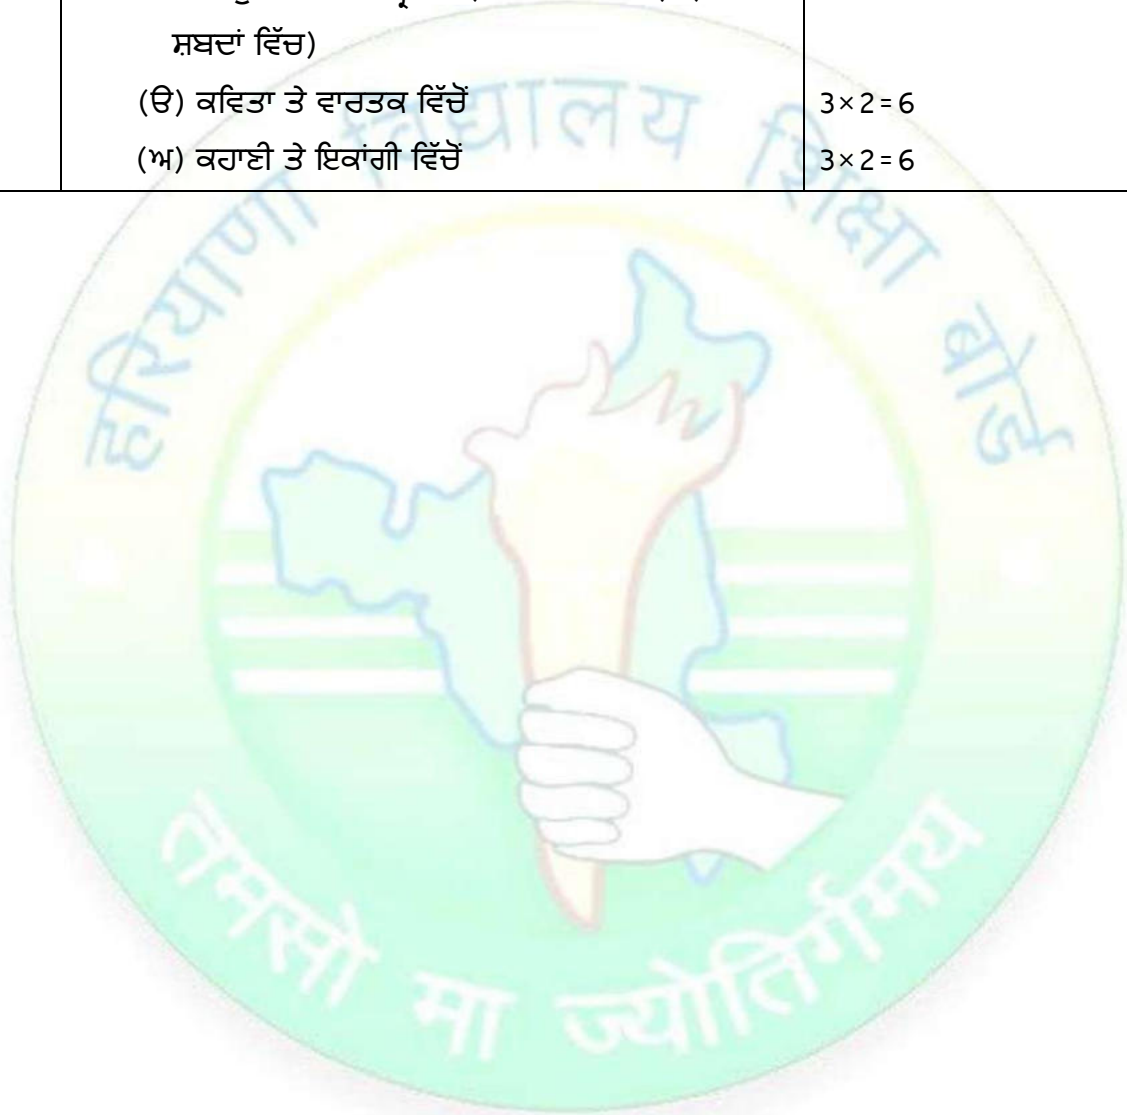 ਸ਼ਬਦਾਂ ਵਿੱਚ)
(ੳ) ਕਵਿਤਾ ਤੇ ਵਾਰਤਕ ਵਿੱਚੋਂ 3×2=6
(ਅ) ਕਹਾਣੀ ਤੇ ਇਕਾਂਗੀ ਵਿੱਚੋਂ 3×2=6
हरियाणा विद्यालय शिक्षा बोर्ड
तमसो मा ज्योतिर्गमय